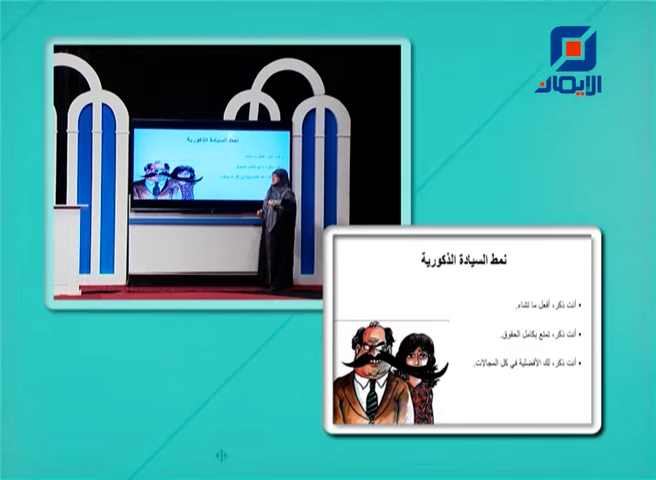 الايمان
نمط السيادة الذكورية
• أنت ذكر، أفعل ما تشاء.
• أنت ذكر، تمتع بكامل الحقوق.
• أنت ذكر، لك الأفضلية في كل المجالات.